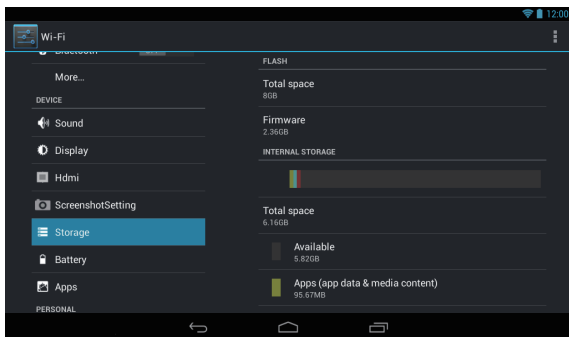 12:00
Wi-Fi
Bluetooth
More...
DEVICE
Sound
Display
Hdmi
ScreenshotSetting
Storage
Battery
Apps
PERSONAL
FLASH
Total space
8GB
Firmware
2.36GB
INTERNAL STORAGE
Total space
6.16GB
Available
5.82GB
Apps (app data & media content)
95.67MB